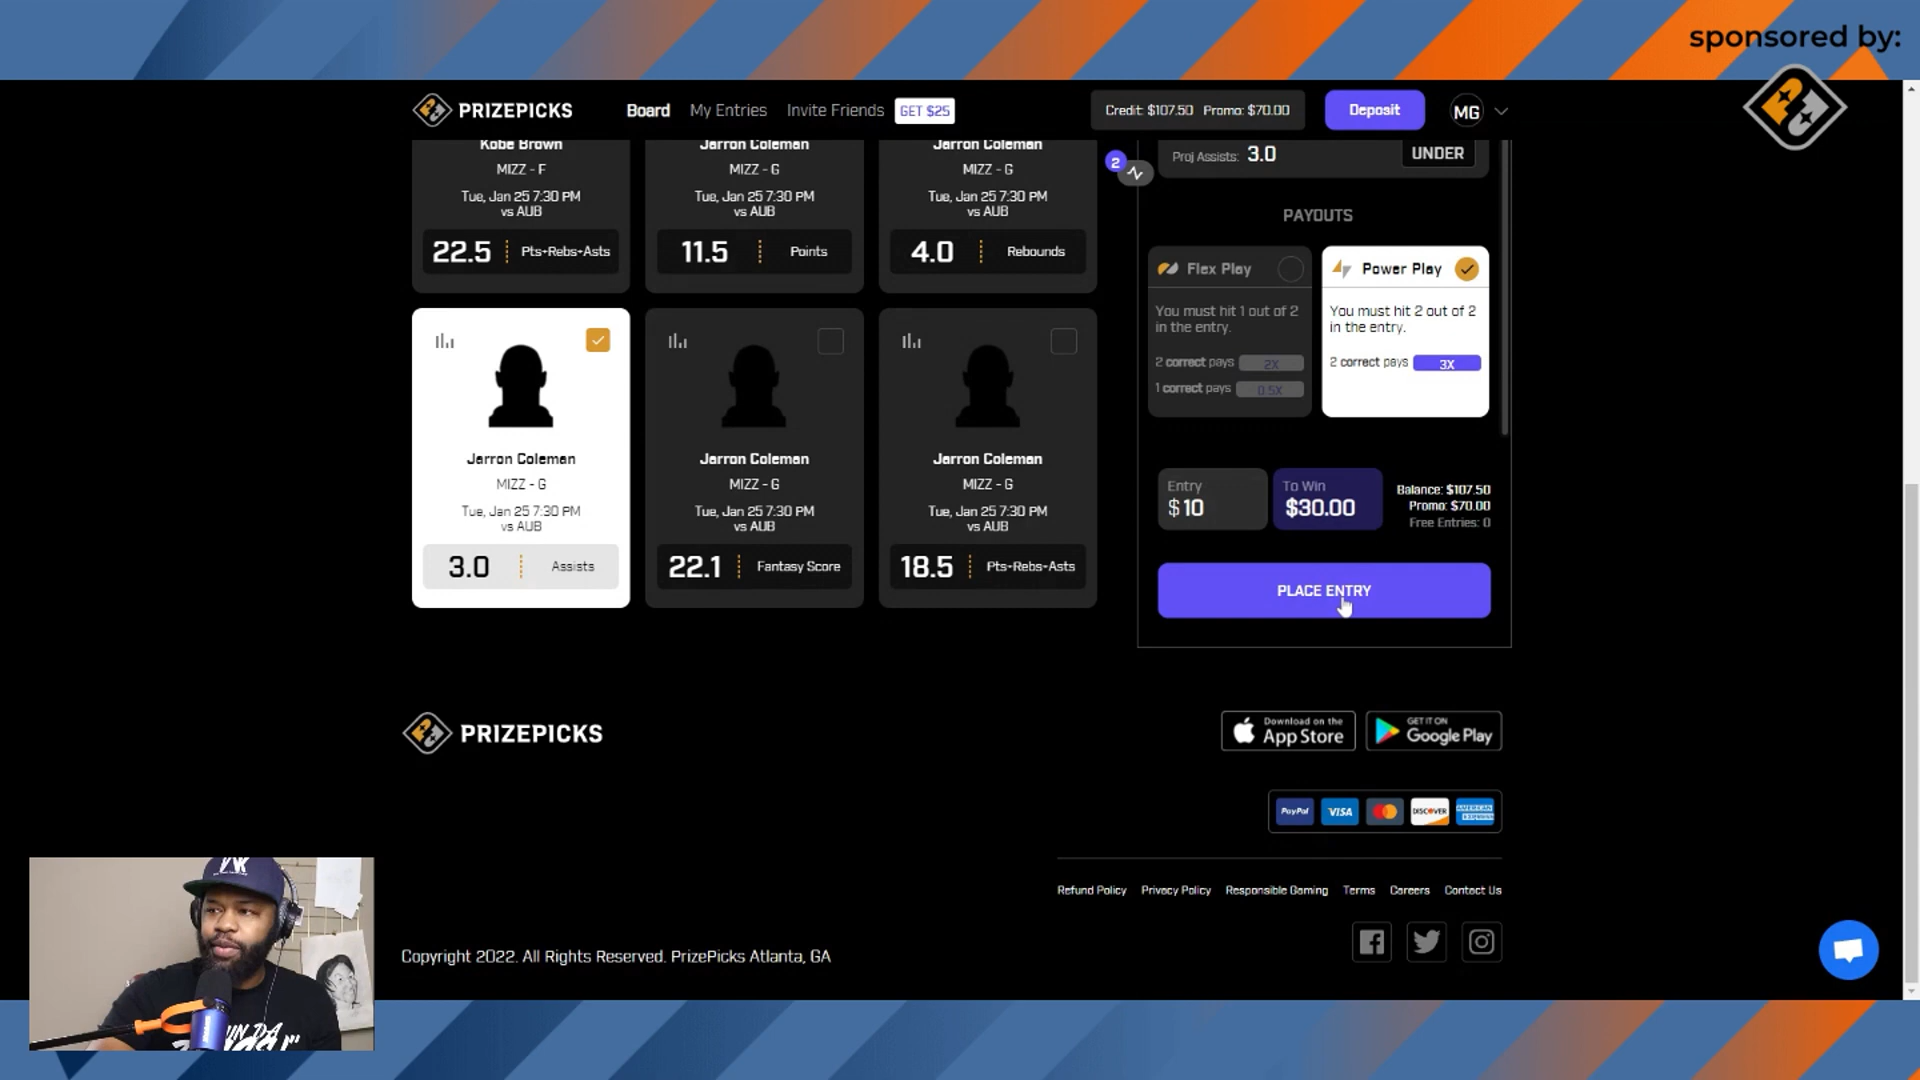 sponsored by:
PRIZEPICKS
Board
My Entries
Invite Friends
GET $25
Credit: $107.50 Promo: $70.00
Deposit
MG
Kobe Brown
MIZZ - F
Tue, Jan 25 7:30 PM
vs AUB
22.5
Pts+Rebs+Asts
Jarron Coleman
MIZZ - G
Tue, Jan 25 7:30 PM
vs AUB
11.5
Points
Jarron Coleman
MIZZ - G
Tue, Jan 25 7:30 PM
vs AUB
4.0
Rebounds
Jarron Coleman
MIZZ - G
Tue, Jan 25 7:30 PM
vs AUB
3.0
Assists
Jarron Coleman
MIZZ - G
Tue, Jan 25 7:30 PM
vs AUB
22.1
Fantasy Score
Jarron Coleman
MIZZ - G
Tue, Jan 25 7:30 PM
vs AUB
18.5
Pts+Rebs+Asts
2
Proj Assists: 3.0
UNDER
PAYOUTS
Flex Play
You must hit 1 out of 2
in the entry.
2 correct pays 2X
1 correct pays 0.5X
Power Play
You must hit 2 out of 2
in the entry.
2 correct pays 3X
Entry
$10
To Win
$30.00
Balance: $107.50
Promo: $70.00
Free Entries: 0
PLACE ENTRY
PRIZEPICKS
Download on the
App Store
GET IT ON
Google Play
PayPal
VISA
DISCOVER
AMERICAN
EXPRESS
Refund Policy
Privacy Policy
Responsible Gaming
Terms
Careers
Contact Us
Copyright 2022. All Rights Reserved. PrizePicks Atlanta, GA